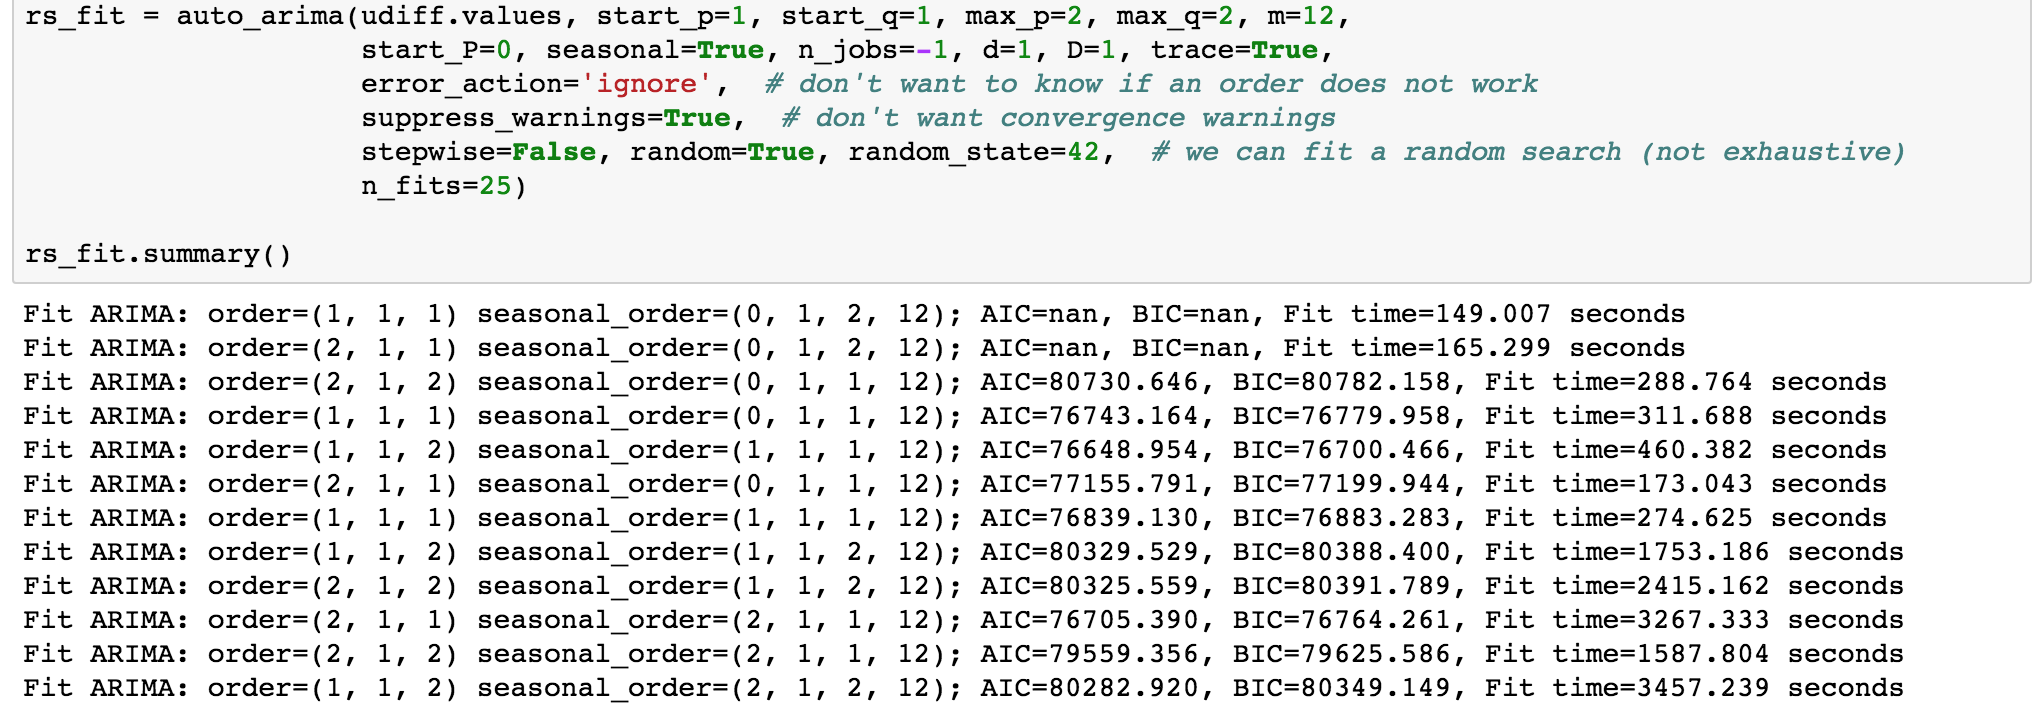 rs_fit = auto_arima(udiff.values, start_p=1, start_q=1, max_p=2, max_q=2, m=12,
start_P=0, seasonal=True, n_jobs=-1, d=1, D=1, trace=True,
error_action='ignore',  # don't want to know if an order does not work
suppress_warnings=True,  # don't want convergence warnings
stepwise=False, random=True, random_state=42,  # we can fit a random search (not exhaustive)
n_fits=25)
rs_fit.summary()
Fit ARIMA: order=(1, 1, 1) seasonal_order=(0, 1, 2, 12); AIC=nan, BIC=nan, Fit time=149.007 seconds
Fit ARIMA: order=(2, 1, 1) seasonal_order=(0, 1, 2, 12); AIC=nan, BIC=nan, Fit time=165.299 seconds
Fit ARIMA: order=(2, 1, 2) seasonal_order=(0, 1, 1, 12); AIC=80730.646, BIC=80782.158, Fit time=288.764 seconds
Fit ARIMA: order=(1, 1, 1) seasonal_order=(0, 1, 1, 12); AIC=76743.164, BIC=76779.958, Fit time=311.688 seconds
Fit ARIMA: order=(1, 1, 2) seasonal_order=(1, 1, 1, 12); AIC=76648.954, BIC=76700.466, Fit time=460.382 seconds
Fit ARIMA: order=(2, 1, 1) seasonal_order=(0, 1, 1, 12); AIC=77155.791, BIC=77199.944, Fit time=173.043 seconds
Fit ARIMA: order=(1, 1, 1) seasonal_order=(1, 1, 1, 12); AIC=76839.130, BIC=76883.283, Fit time=274.625 seconds
Fit ARIMA: order=(1, 1, 2) seasonal_order=(1, 1, 2, 12); AIC=80329.529, BIC=80388.400, Fit time=1753.186 seconds
Fit ARIMA: order=(2, 1, 2) seasonal_order=(1, 1, 2, 12); AIC=80325.559, BIC=80391.789, Fit time=2415.162 seconds
Fit ARIMA: order=(2, 1, 1) seasonal_order=(2, 1, 1, 12); AIC=76705.390, BIC=76764.261, Fit time=3267.333 seconds
Fit ARIMA: order=(2, 1, 2) seasonal_order=(2, 1, 1, 12); AIC=79559.356, BIC=79625.586, Fit time=1587.804 seconds
Fit ARIMA: order=(1, 1, 2) seasonal_order=(2, 1, 2, 12); AIC=80282.920, BIC=80349.149, Fit time=3457.239 seconds